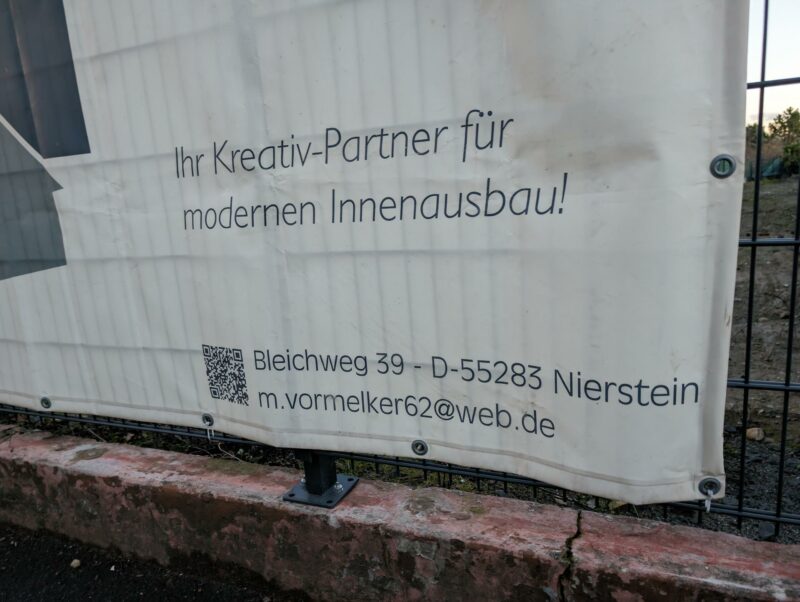 Ihr Kreativ-Partner für
modernen Innenausbau!
Bleichweg 39 - D-55283 Nierstein
m.vormelker62@web.de